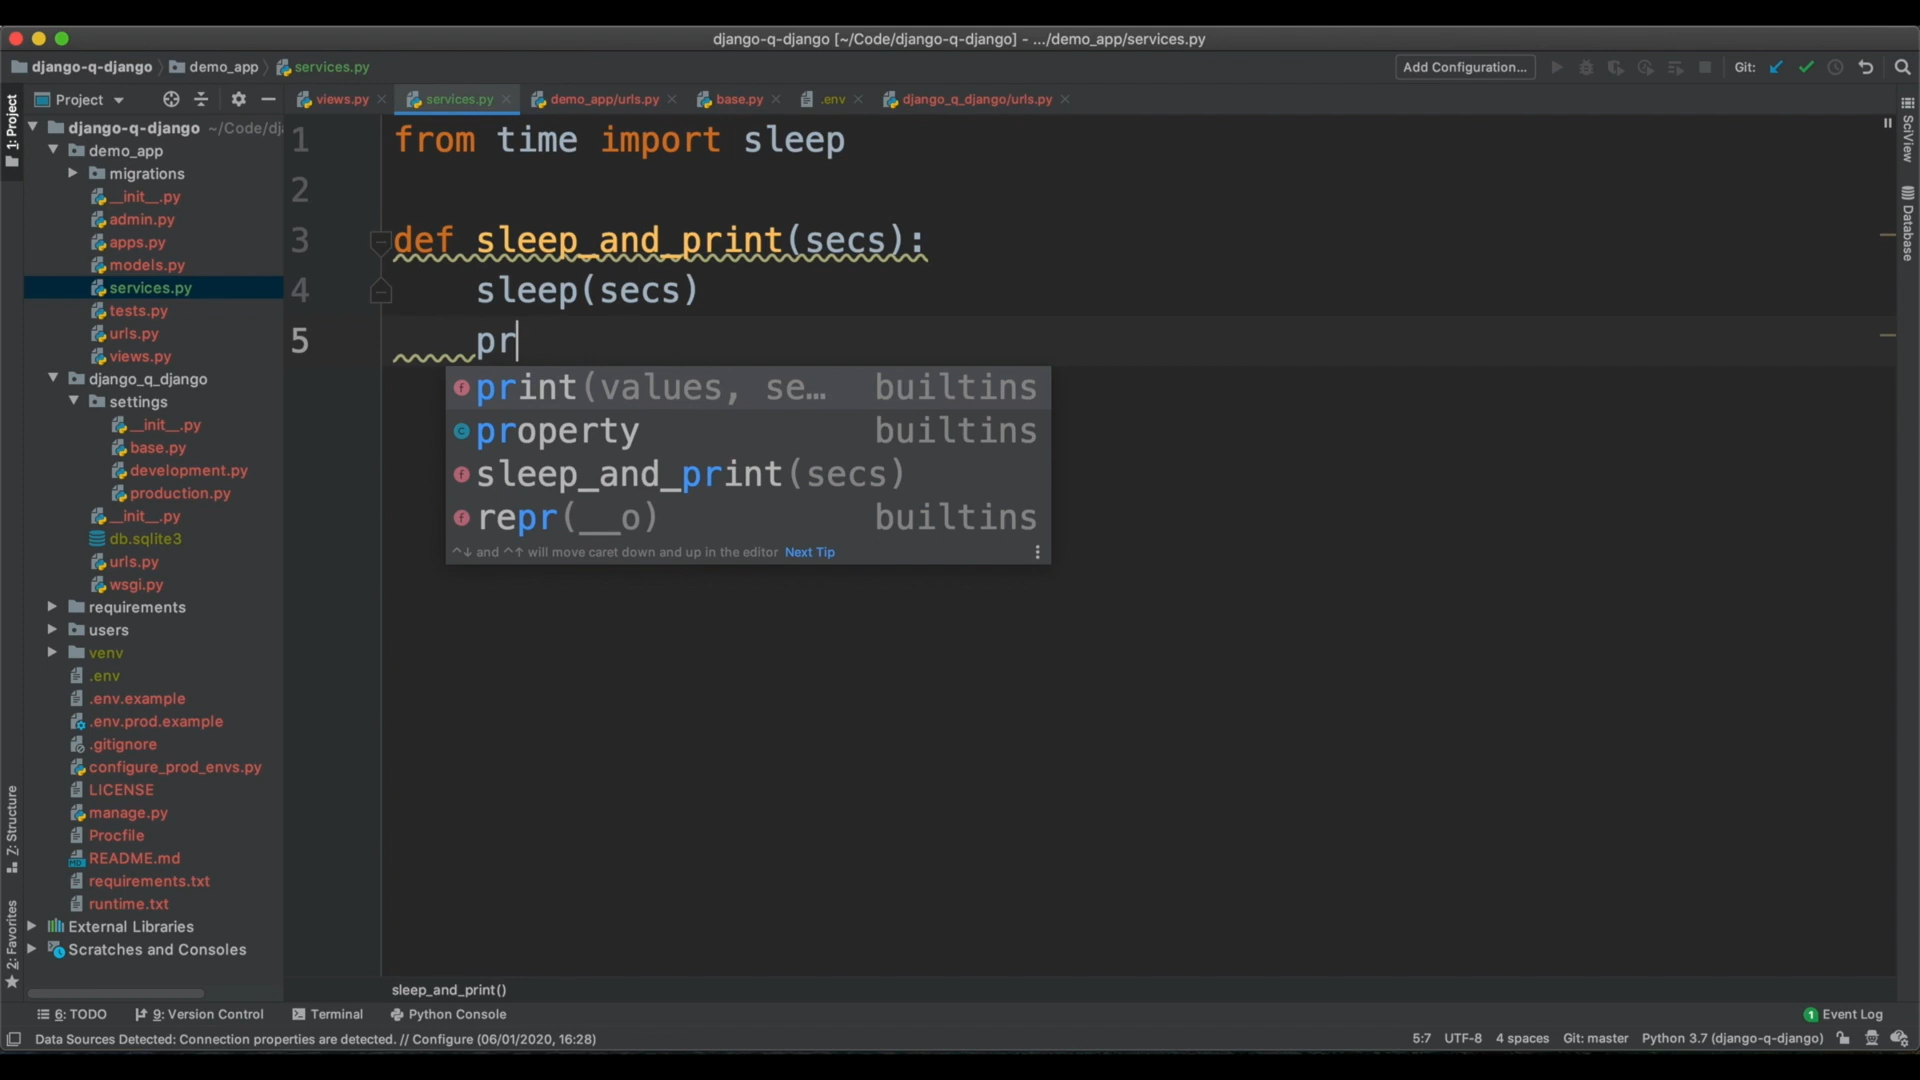 django-q-django [~/Code/django-q-django] - .../demo_app/services.py
django-q-django demo_app services.py
Add Configuration... Git:
1: Project
Project
views.py services.py demo_app/urls.py base.py .env django_q_django/urls.py
django-q-django ~/Code/dj
demo_app
migrations
__init__.py
admin.py
apps.py
models.py
services.py
tests.py
urls.py
views.py
django_q_django
settings
__init__.py
base.py
development.py
production.py
__init__.py
db.sqlite3
urls.py
wsgi.py
requirements
users
venv
.env
.env.example
.env.prod.example
.gitignore
configure_prod_envs.py
LICENSE
manage.py
Procfile
README.md
requirements.txt
runtime.txt
External Libraries
Scratches and Consoles
Z: Structure
2: Favorites
1 from time import sleep
2
3 def sleep_and_print(secs):
4 sleep(secs)
5 pr
print(values, se... builtins
property builtins
sleep_and_print(secs)
repr(__o) builtins
^↓ and ^↑ will move caret down and up in the editor Next Tip
SciView
Database
sleep_and_print()
6: TODO 9: Version Control Terminal Python Console 1 Event Log
Data Sources Detected: Connection properties are detected. // Configure (06/01/2020, 16:28) 5:7 UTF-8 4 spaces Git: master Python 3.7 (django-q-django)